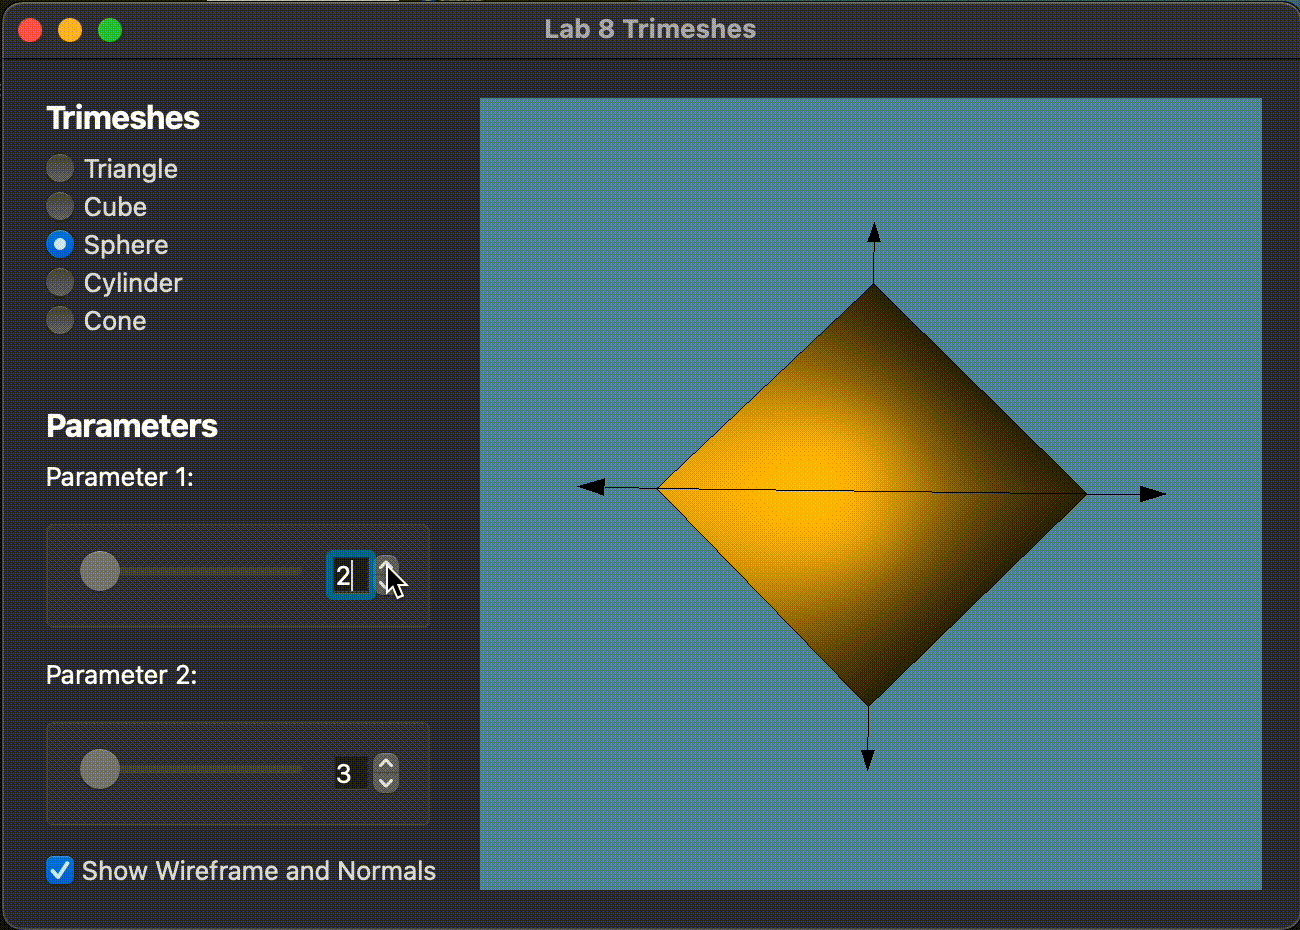 Lab 8 Trimeshes
Trimeshes
Triangle
Cube
Sphere
Cylinder
Cone
Parameters
Parameter 1:
2
Parameter 2:
3
Show Wireframe and Normals